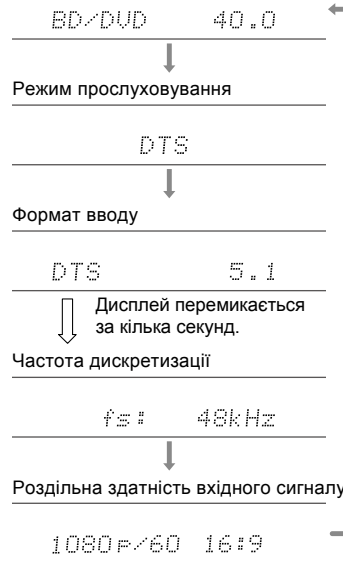 BD/DVD 40.0
Режим прослуховування
DTS
Формат вводу
DTS 5.1
Дисплей перемикається
за кілька секунд.
Частота дискретизації
fs: 48kHz
Роздільна здатність вхідного сигналу
1080p/60 16:9